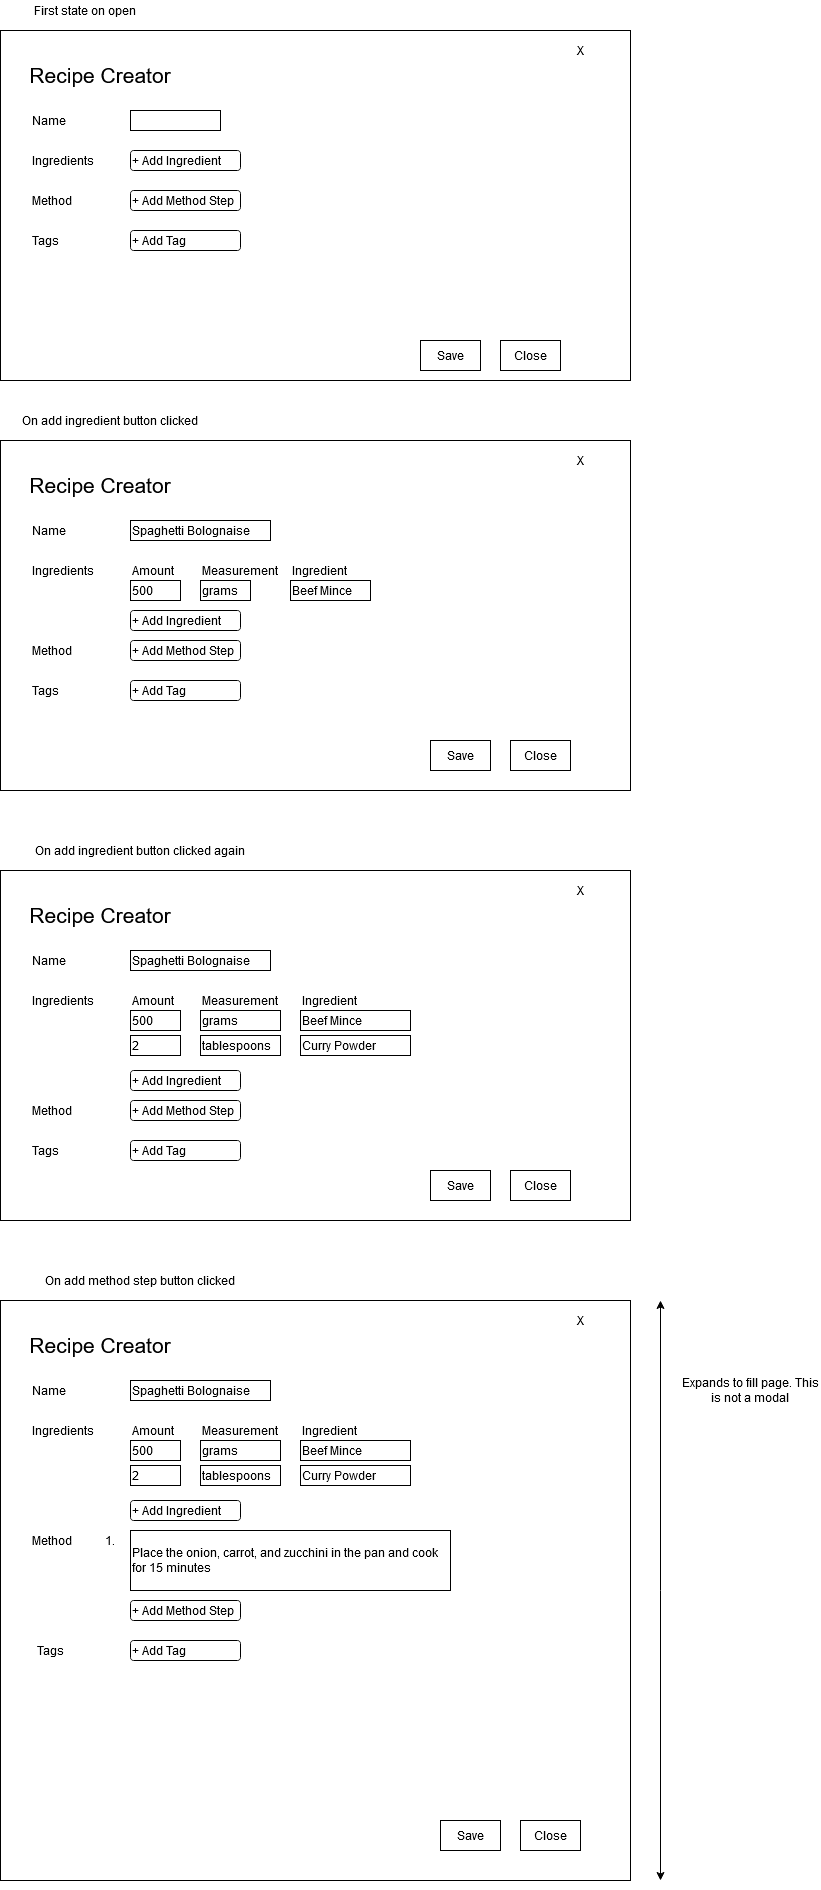 First state on open
X
Recipe Creator
Name
Ingredients + Add Ingredient
Method + Add Method Step
Tags + Add Tag
Save Close
On add ingredient button clicked
X
Recipe Creator
Name Spaghetti Bolognaise
Ingredients Amount Measurement Ingredient
500 grams Beef Mince
+ Add Ingredient
Method + Add Method Step
Tags + Add Tag
Save Close
On add ingredient button clicked again
X
Recipe Creator
Name Spaghetti Bolognaise
Ingredients Amount Measurement Ingredient
500 grams Beef Mince
2 tablespoons Curry Powder
+ Add Ingredient
Method + Add Method Step
Tags + Add Tag
Save Close
On add method step button clicked
X
Recipe Creator
Expands to fill page. This
is not a modal
Name Spaghetti Bolognaise
Ingredients Amount Measurement Ingredient
500 grams Beef Mince
2 tablespoons Curry Powder
+ Add Ingredient
Method 1.
Place the onion, carrot, and zucchini in the pan and cook
for 15 minutes
+ Add Method Step
Tags + Add Tag
Save Close